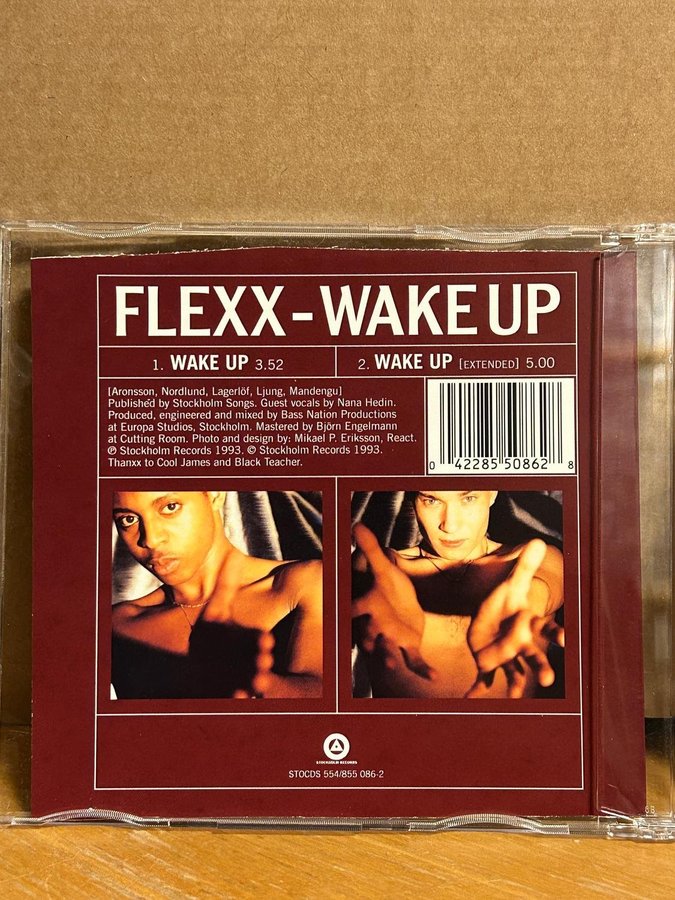 FLEXX – WAKE UP
1. WAKE UP 3.52
2. WAKE UP [EXTENDED] 5.00
[Aronsson, Nordlund, Lagerlöf, Ljung, Mandengu]
Published by Stockholm Songs. Guest vocals by Nana Hedin.
Produced, engineered and mixed by Bass Nation Productions
at Europa Studios, Stockholm. Mastered by Björn Engelmann
at Cutting Room. Photo and design by: Mikael P. Eriksson, React.
℗ Stockholm Records 1993. © Stockholm Records 1993.
Thanxx to Cool James and Black Teacher.
0 42285 50862 8
STOCKHOLM RECORDS
STOCDS 554/855 086-2